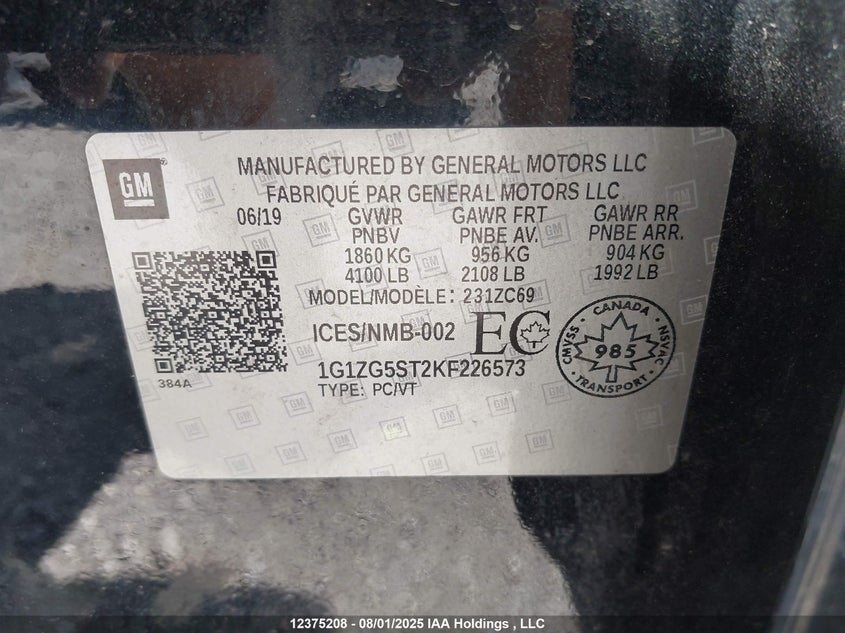 GM
MANUFACTURED BY GENERAL MOTORS LLC
FABRIQUÉ PAR GENERAL MOTORS LLC
06/19 GVWR GAWR FRT GAWR RR
PNBV PNBE AV. PNBE ARR.
1860 KG 956 KG 904 KG
4100 LB 2108 LB 1992 LB
MODEL/MODÈLE: 231ZC69
ICES/NMB-002 EC
1G1ZG5ST2KF226573
TYPE: PC/VT
384A
CANADA
CMVSS 985 NSVAC
TRANSPORT
12375208 - 08/01/2025 IAA Holdings , LLC